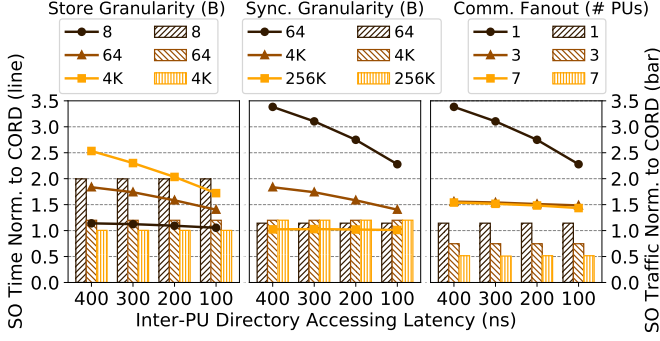 Store Granularity (B)
8 8
64 64
4K 4K
Sync. Granularity (B)
64 64
4K 4K
256K 256K
Comm. Fanout (# PUs)
1 1
3 3
7 7
SO Time Norm. to CORD (line)
3.5
3.0
2.5
2.0
1.5
1.0
0.5
0.0
400 300 200 100
400 300 200 100
400 300 200 100
3.5
3.0
2.5
2.0
1.5
1.0
0.5
0.0
SO Traffic Norm. to CORD (bar)
Inter-PU Directory Accessing Latency (ns)